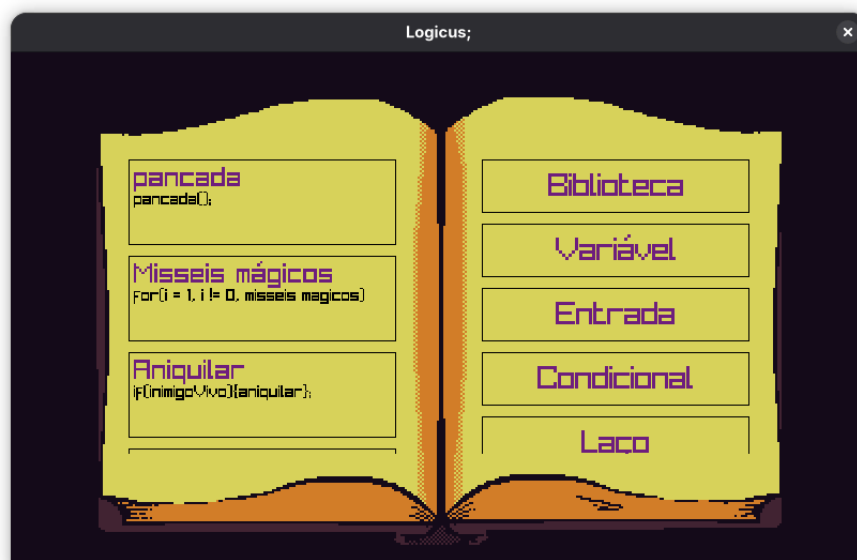 Logicus;
pancada
pancada();
Misseis mágicos
For(i = 1, i != 0, misseis magicos)
Aniquilar
if(inimigoVivo){aniquilar};
Biblioteca
Variável
Entrada
Condicional
Laço